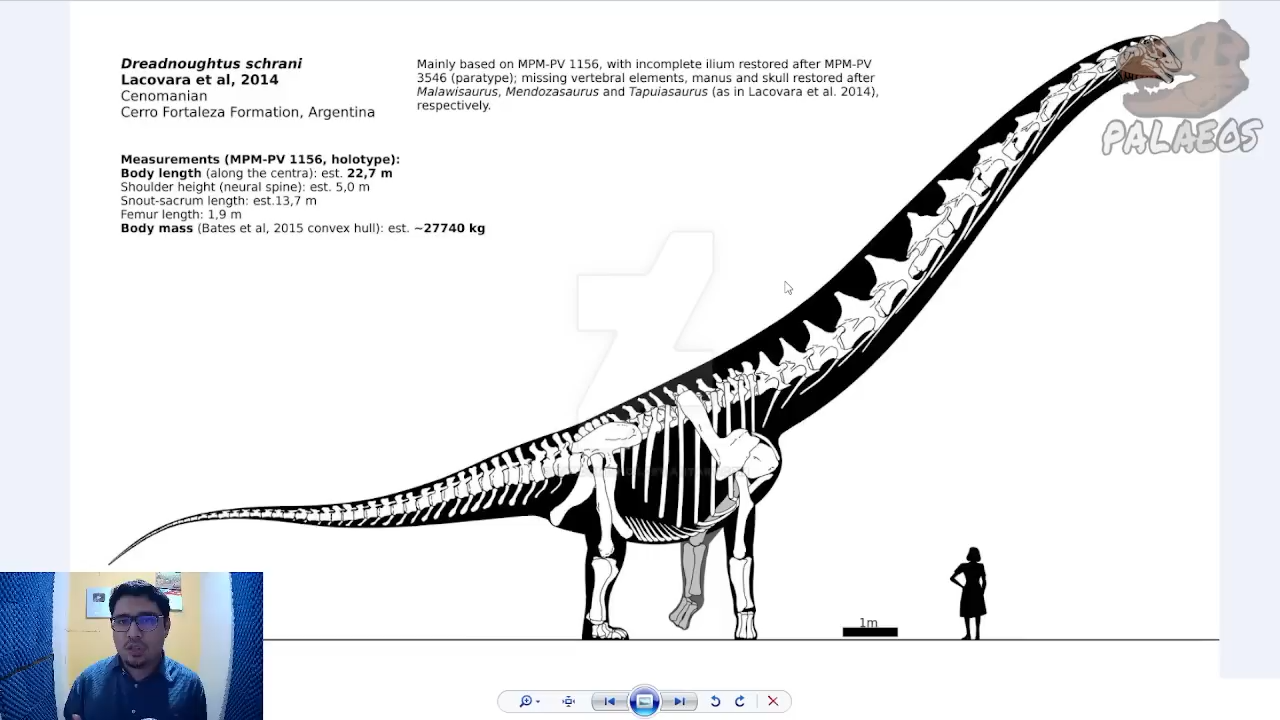 Dreadnoughtus schrani
Lacovara et al, 2014
Cenomanian
Cerro Fortaleza Formation, Argentina
Mainly based on MPM-PV 1156, with incomplete ilium restored after MPM-PV
3546 (paratype); missing vertebral elements, manus and skull restored after
Malawisaurus, Mendozasaurus and Tapuiasaurus (as in Lacovara et al. 2014),
respectively.
Measurements (MPM-PV 1156, holotype):
Body length (along the centra): est. 22,7 m
Shoulder height (neural spine): est. 5,0 m
Snout-sacrum length: est.13,7 m
Femur length: 1,9 m
Body mass (Bates et al, 2015 convex hull): est. ~27740 kg
PALAEOS
1m